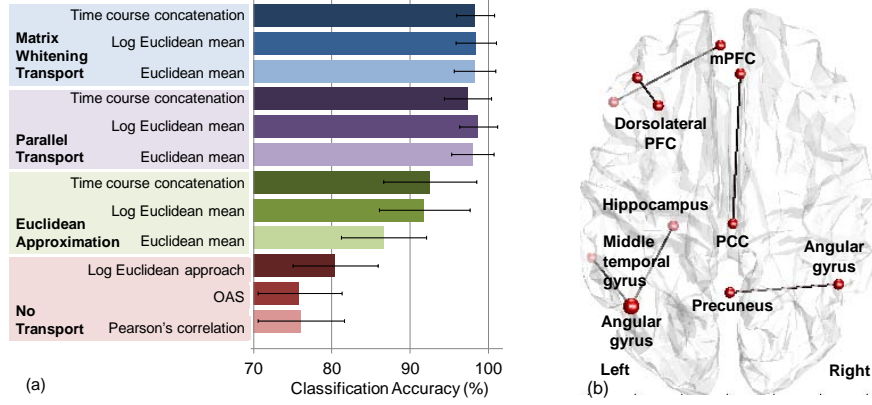 Matrix
Whitening
Transport
Time course concatenation
Log Euclidean mean
Euclidean mean
Parallel
Transport
Time course concatenation
Log Euclidean mean
Euclidean mean
Euclidean
Approximation
Time course concatenation
Log Euclidean mean
Euclidean mean
No
Transport
Log Euclidean approach
OAS
Pearson's correlation
70 80 90 100
Classification Accuracy (%)
(a)
mPFC
Dorsolateral
PFC
Hippocampus
Middle
temporal
gyrus
PCC
Angular
gyrus
Precuneus
Angular
gyrus
Left
Right
(b)